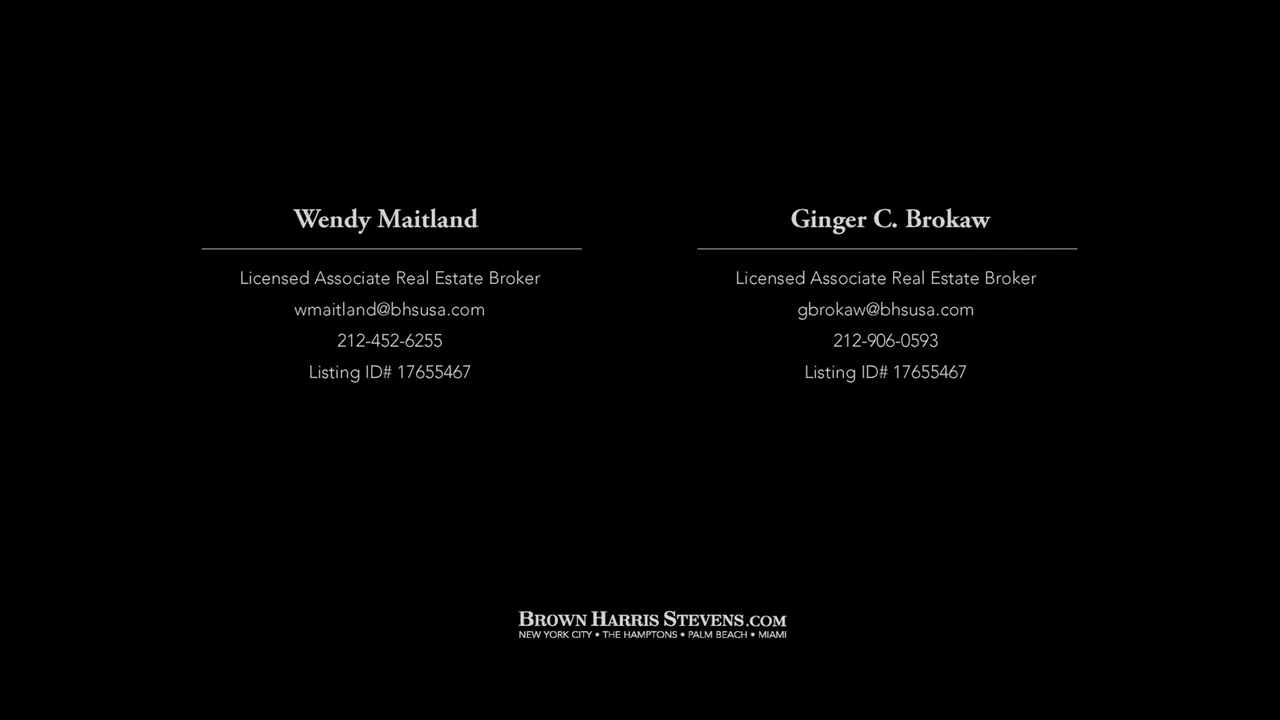 Wendy Maitland
Licensed Associate Real Estate Broker
wmaitland@bhsusa.com
212-452-6255
Listing ID# 17655467
Ginger C. Brokaw
Licensed Associate Real Estate Broker
gbrokaw@bhsusa.com
212-906-0593
Listing ID# 17655467
BROWN HARRIS STEVENS.COM
NEW YORK CITY • THE HAMPTONS • PALM BEACH • MIAMI